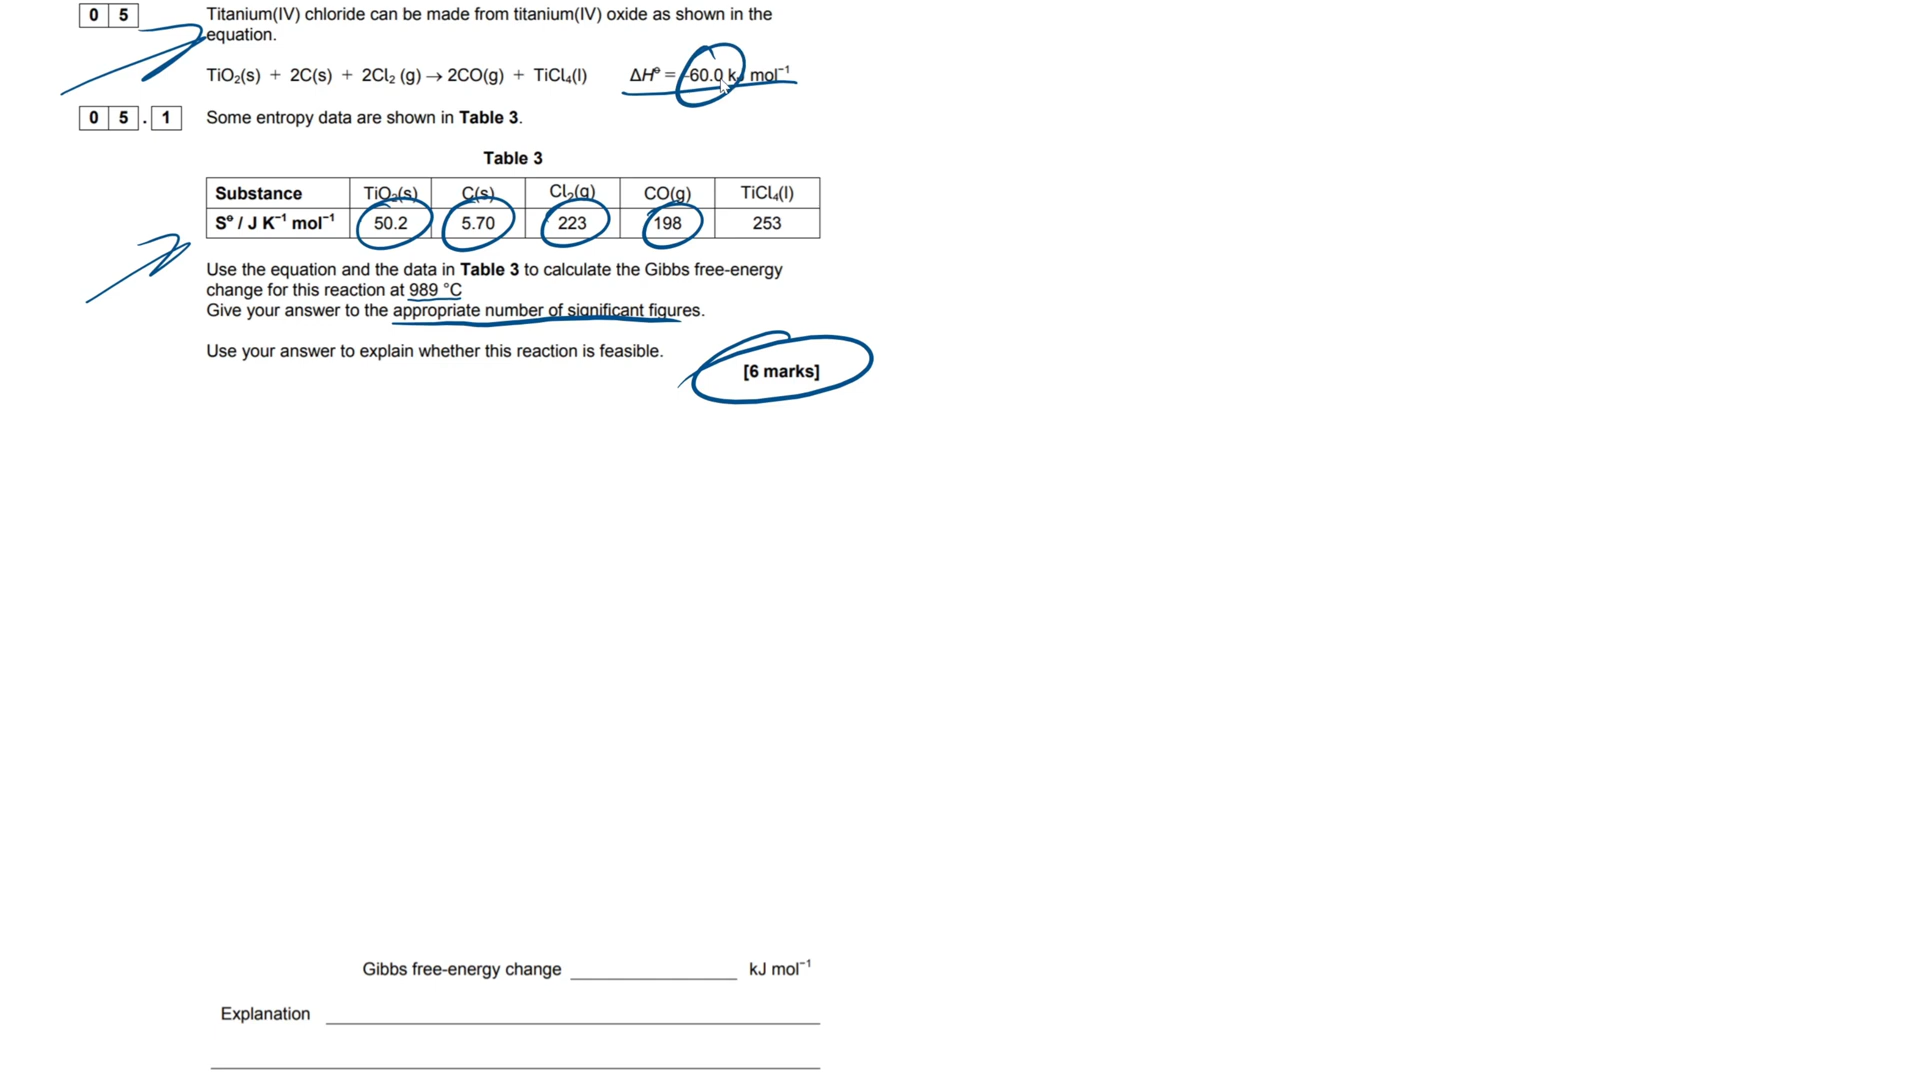 0 5 Titanium(IV) chloride can be made from titanium(IV) oxide as shown in the
equation.
TiO₂(s) + 2C(s) + 2Cl₂ (g) → 2CO(g) + TiCl₄(l) ΔH⦵ = –60.0 kJ mol⁻¹
0 5 . 1 Some entropy data are shown in Table 3.
Table 3
Substance TiO₂(s) C(s) Cl₂(g) CO(g) TiCl₄(l)
S⦵ / J K⁻¹ mol⁻¹ 50.2 5.70 223 198 253
Use the equation and the data in Table 3 to calculate the Gibbs free-energy
change for this reaction at 989 °C
Give your answer to the appropriate number of significant figures.
Use your answer to explain whether this reaction is feasible.
[6 marks]
Gibbs free-energy change kJ mol⁻¹
Explanation